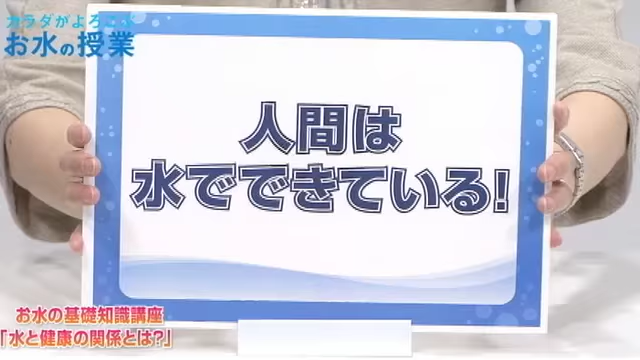 カラダがよろこぶ
お水の授業
人間は
水でできている!
お水の基礎知識講座
「水と健康の関係とは?」